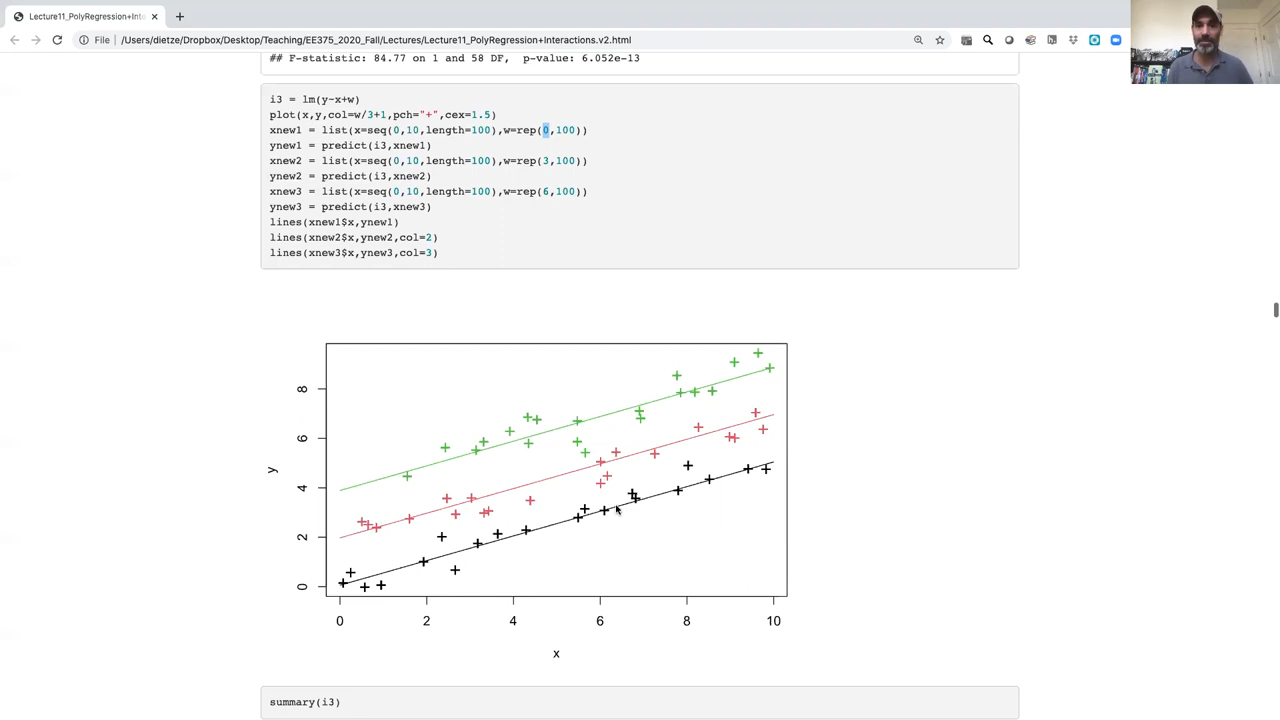 Lecture11_PolyRegression+Inte
File
/Users/dietze/Dropbox/Desktop/Teaching/EE375_2020_Fall/Lectures/Lecture11_PolyRegression+Interactions.v2.html
## F-statistic: 84.77 on 1 and 58 DF,  p-value: 6.052e-13
i3 = lm(y~x+w)
plot(x,y,col=w/3+1,pch="+",cex=1.5)
xnew1 = list(x=seq(0,10,length=100),w=rep(0,100))
ynew1 = predict(i3,xnew1)
xnew2 = list(x=seq(0,10,length=100),w=rep(3,100))
ynew2 = predict(i3,xnew2)
xnew3 = list(x=seq(0,10,length=100),w=rep(6,100))
ynew3 = predict(i3,xnew3)
lines(xnew1$x,ynew1)
lines(xnew2$x,ynew2,col=2)
lines(xnew3$x,ynew3,col=3)
8
6
y
4
2
0
0 2 4 6 8 10
x
summary(i3)